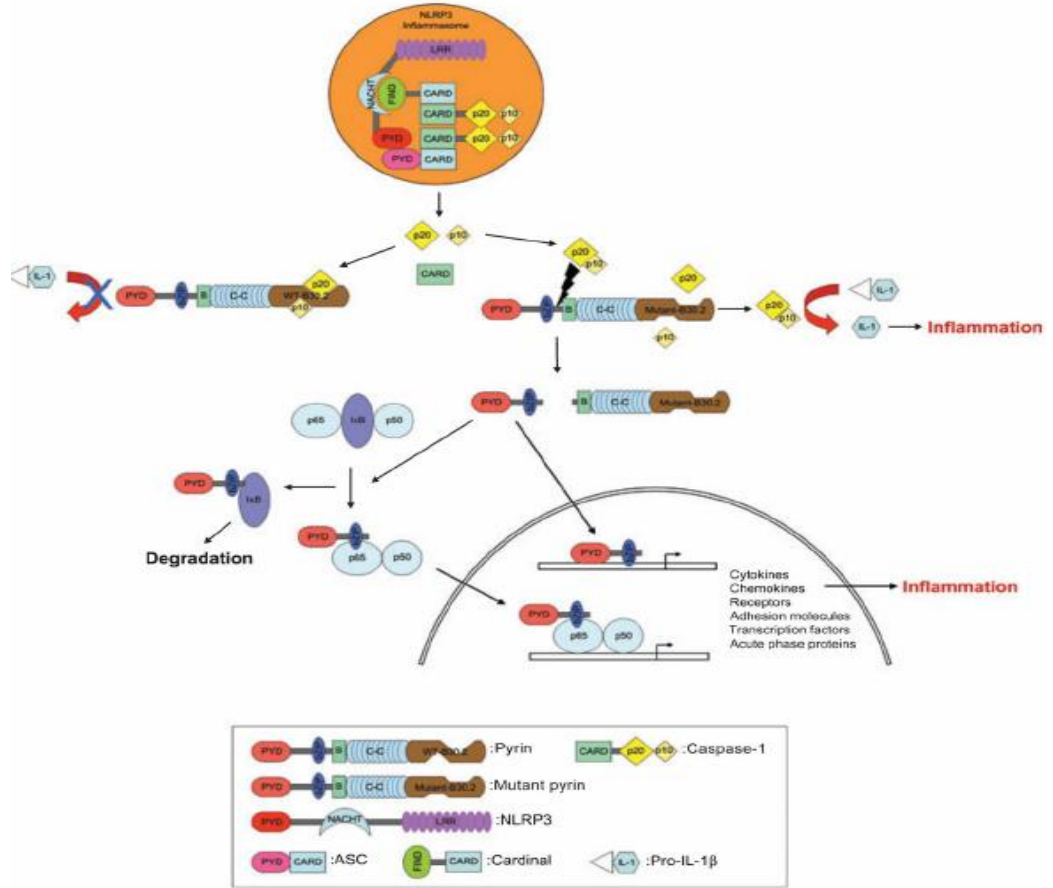 NLRP3
Inflammasome
LRR
NACHT
FIND
CARD
CARD p20 p10
PYD CARD p20 p10
PYD CARD
p20 p10
CARD
p20
p10
IL-1
PYD B C-C WT-B30.2
p20
p10
p20
PYD B C-C Mutant-B30.2
p10
p20
p10
IL-1
IL-1
Inflammation
PYD
B C-C Mutant-B30.2
p65 IκB p50
PYD
IκB
Degradation
PYD
p65 p50
PYD
Cytokines
Chemokines
Receptors
Adhesion molecules
Transcription factors
Acute phase proteins
Inflammation
PYD
p65 p50
PYD B C-C WT-B30.2 :Pyrin
CARD p20 p10 :Caspase-1
PYD B C-C Mutant-B30.2 :Mutant pyrin
PYD NACHT LRR :NLRP3
PYD CARD :ASC
FIND CARD :Cardinal
IL-1 :Pro-IL-1β